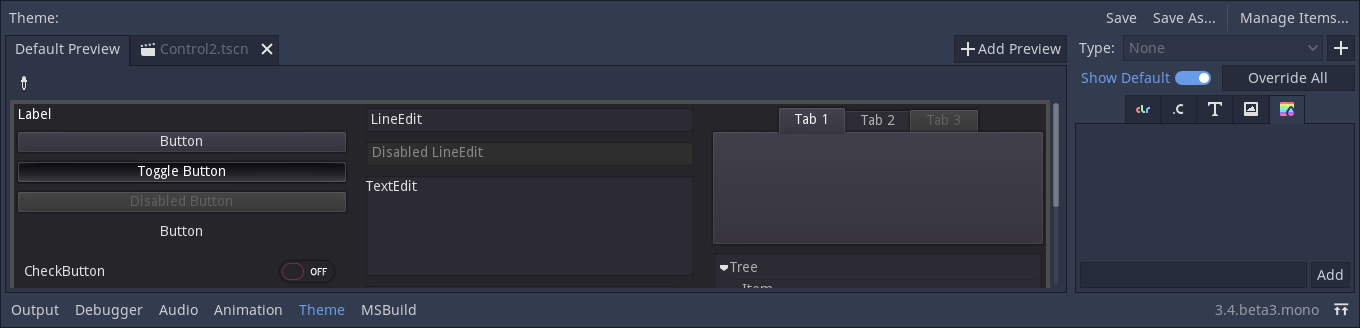 Theme:
Save Save As... Manage Items...
Default Preview Control2.tscn Add Preview
Type: None
Show Default Override All
clr .C T
Label
Button
Toggle Button
Disabled Button
Button
CheckButton OFF
LineEdit
Disabled LineEdit
TextEdit
Tab 1 Tab 2 Tab 3
Tree
Item
Add
Output Debugger Audio Animation Theme MSBuild
3.4.beta3.mono